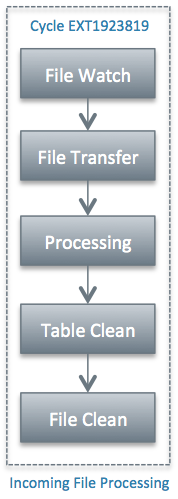 Cycle EXT1923819
File Watch
File Transfer
Processing
Table Clean
File Clean
Incoming File Processing